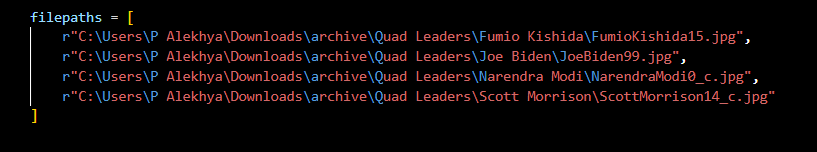 filepaths = [
r"C:\Users\P Alekhya\Downloads\archive\Quad Leaders\Fumio Kishida\FumioKishida15.jpg",
r"C:\Users\P Alekhya\Downloads\archive\Quad Leaders\Joe Biden\JoeBiden99.jpg",
r"C:\Users\P Alekhya\Downloads\archive\Quad Leaders\Narendra Modi\NarendraModi0_c.jpg",
r"C:\Users\P Alekhya\Downloads\archive\Quad Leaders\Scott Morrison\ScottMorrison14_c.jpg"
]